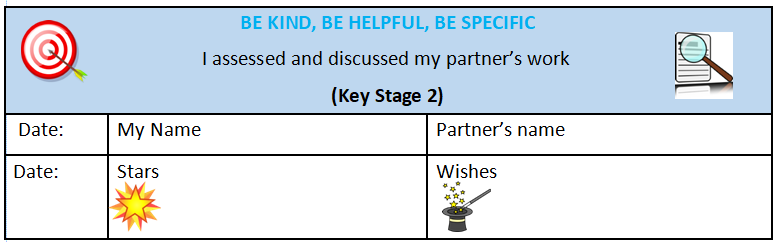 BE KIND, BE HELPFUL, BE SPECIFIC
I assessed and discussed my partner’s work
(Key Stage 2)
Date: My Name Partner’s name
Date: Stars Wishes